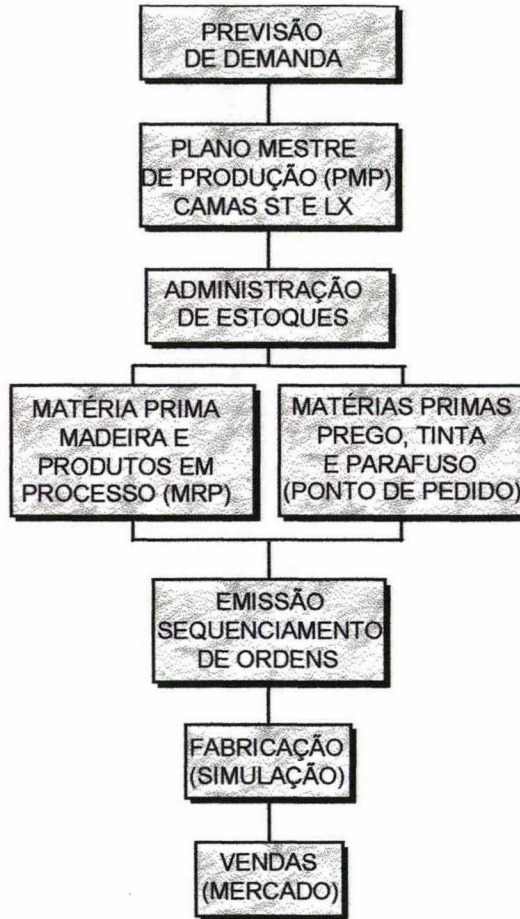 PREVISÃO
DE DEMANDA
PLANO MESTRE
DE PRODUÇÃO (PMP)
CAMAS ST E LX
ADMINISTRAÇÃO
DE ESTOQUES
MATÉRIA PRIMA
MADEIRA E
PRODUTOS EM
PROCESSO (MRP)
MATÉRIAS PRIMAS
PREGO, TINTA
E PARAFUSO
(PONTO DE PEDIDO)
EMISSÃO
SEQUENCIAMENTO
DE ORDENS
FABRICAÇÃO
(SIMULAÇÃO)
VENDAS
(MERCADO)